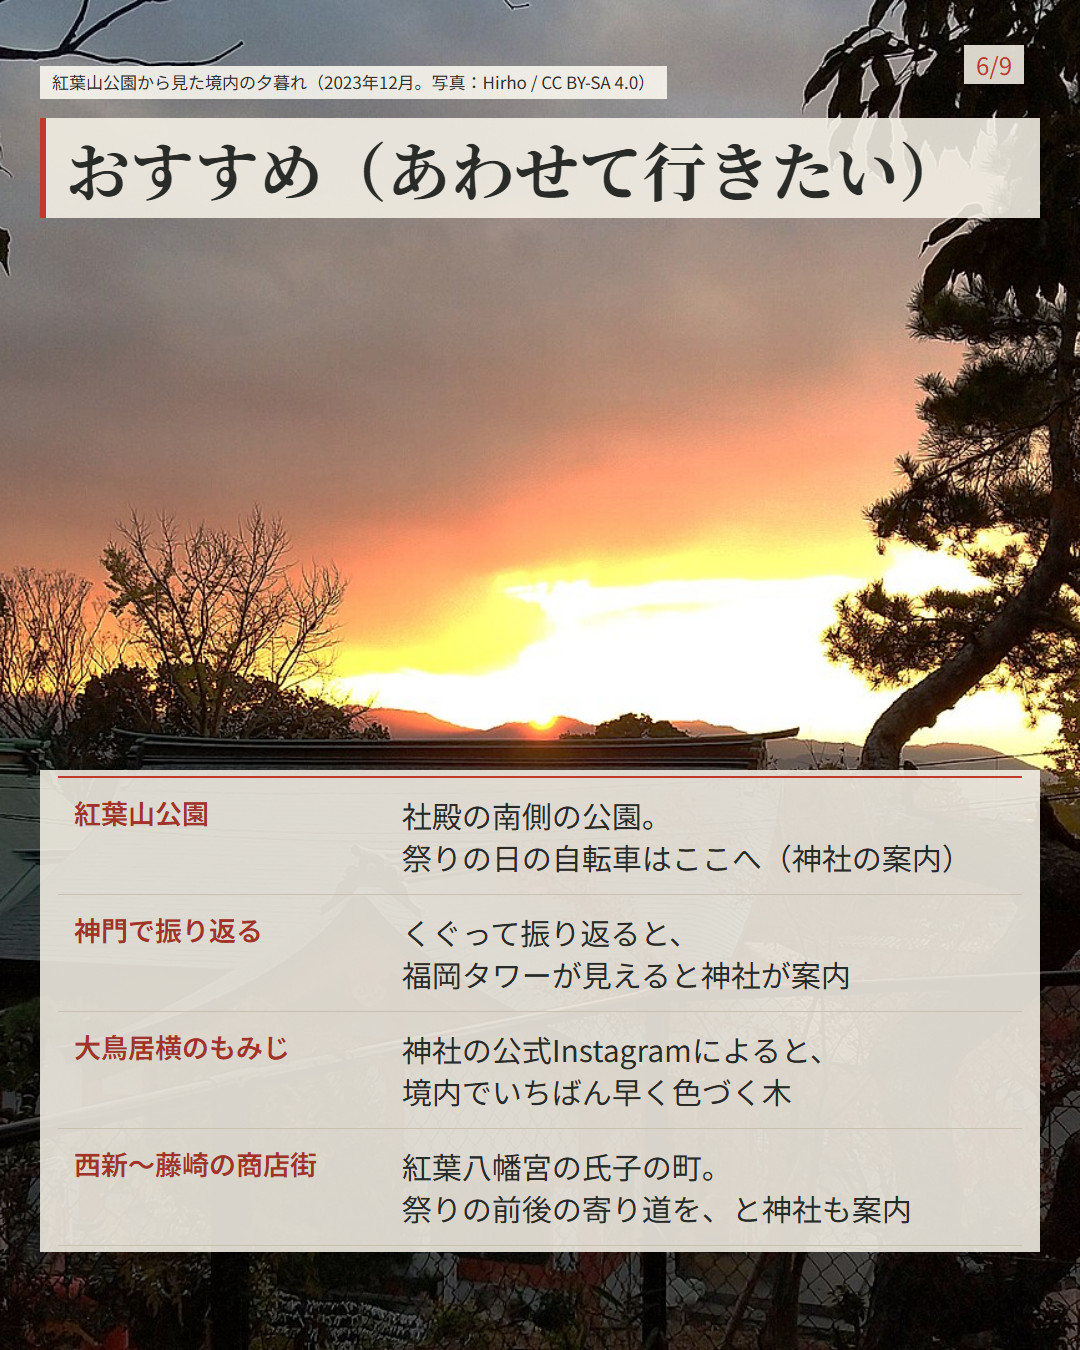 紅葉山公園から見た境内の夕暮れ（2023年12月。写真：Hirho / CC BY-SA 4.0）
6/9
おすすめ（あわせて行きたい）
紅葉山公園
社殿の南側の公園。
祭りの日の自転車はここへ（神社の案内）
神門で振り返る
くぐって振り返ると、
福岡タワーが見えると神社が案内
大鳥居横のもみじ
神社の公式Instagramによると、
境内でいちばん早く色づく木
西新〜藤崎の商店街
紅葉八幡宮の氏子の町。
祭りの前後の寄り道を、と神社も案内